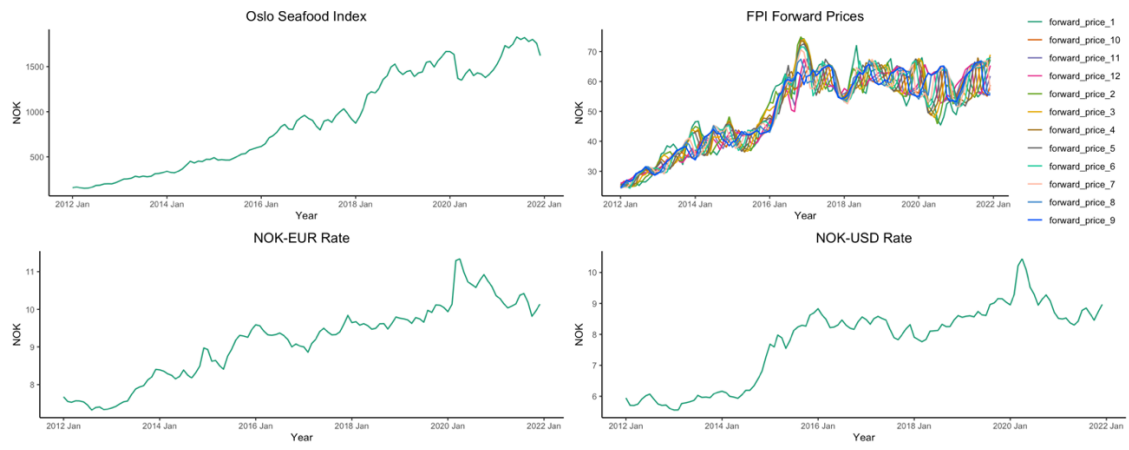 Oslo Seafood Index
NOK
1500
1000
500
2012 Jan 2014 Jan 2016 Jan 2018 Jan 2020 Jan 2022 Jan
Year
FPI Forward Prices
NOK
70
60
50
40
30
2012 Jan 2014 Jan 2016 Jan 2018 Jan 2020 Jan 2022 Jan
Year
forward_price_1
forward_price_10
forward_price_11
forward_price_12
forward_price_2
forward_price_3
forward_price_4
forward_price_5
forward_price_6
forward_price_7
forward_price_8
forward_price_9
NOK-EUR Rate
NOK
11
10
9
8
2012 Jan 2014 Jan 2016 Jan 2018 Jan 2020 Jan 2022 Jan
Year
NOK-USD Rate
NOK
10
9
8
7
6
2012 Jan 2014 Jan 2016 Jan 2018 Jan 2020 Jan 2022 Jan
Year